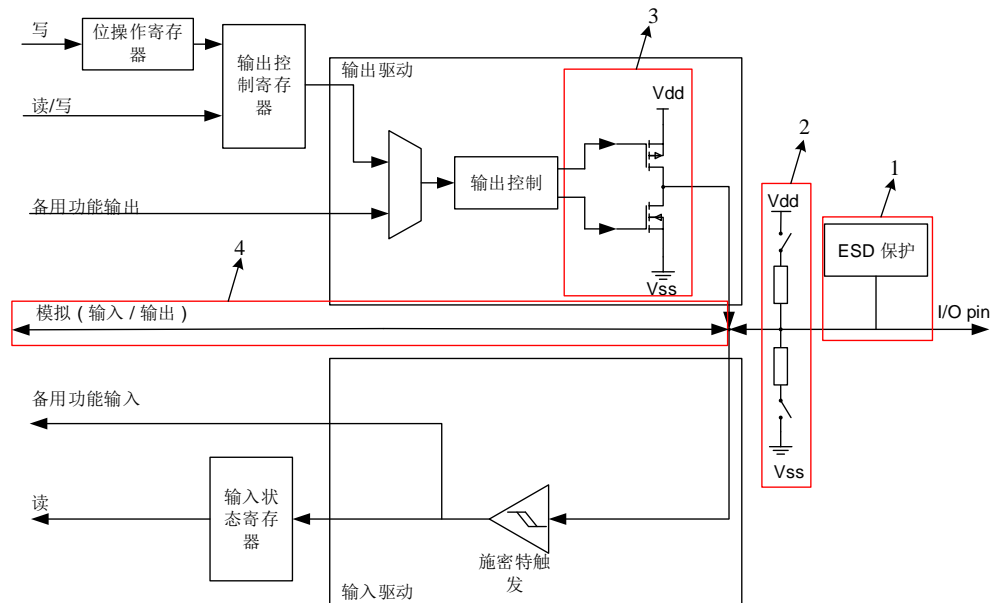 写
位操作寄存
器
读/写
输出控
制寄存
器
备用功能输出
输出驱动
输出控制
3
Vdd
Vss
2
Vdd
Vss
1
ESD 保护
I/O pin
4
模拟 ( 输入 / 输出 )
备用功能输入
读
输入状
态寄存
器
施密特触
发
输入驱动